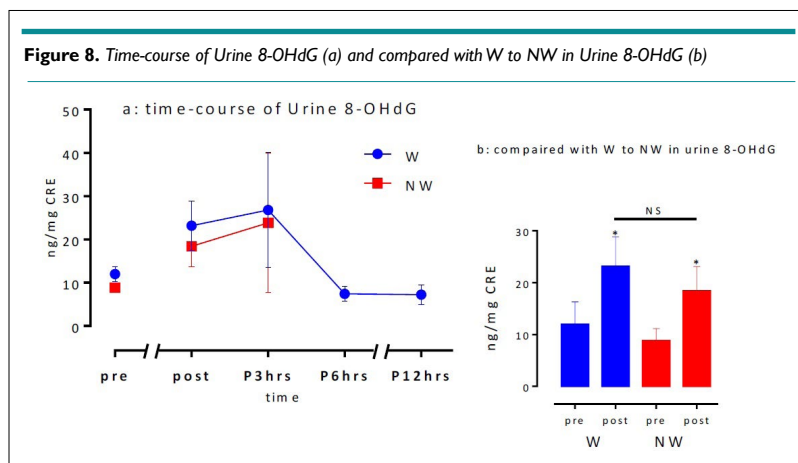 Figure 8. Time-course of Urine 8-OHdG (a) and compared with W to NW in Urine 8-OHdG (b)
a: time-course of Urine 8-OHdG
50
40
30
20
10
0
ng/mg CRE
W
NW
pre
post
P3hrs
P6hrs
P12hrs
time
b: compaired with W to NW in urine 8-OHdG
NS
30
20
10
0
ng/mg CRE
*
*
pre
post
pre
post
W
NW